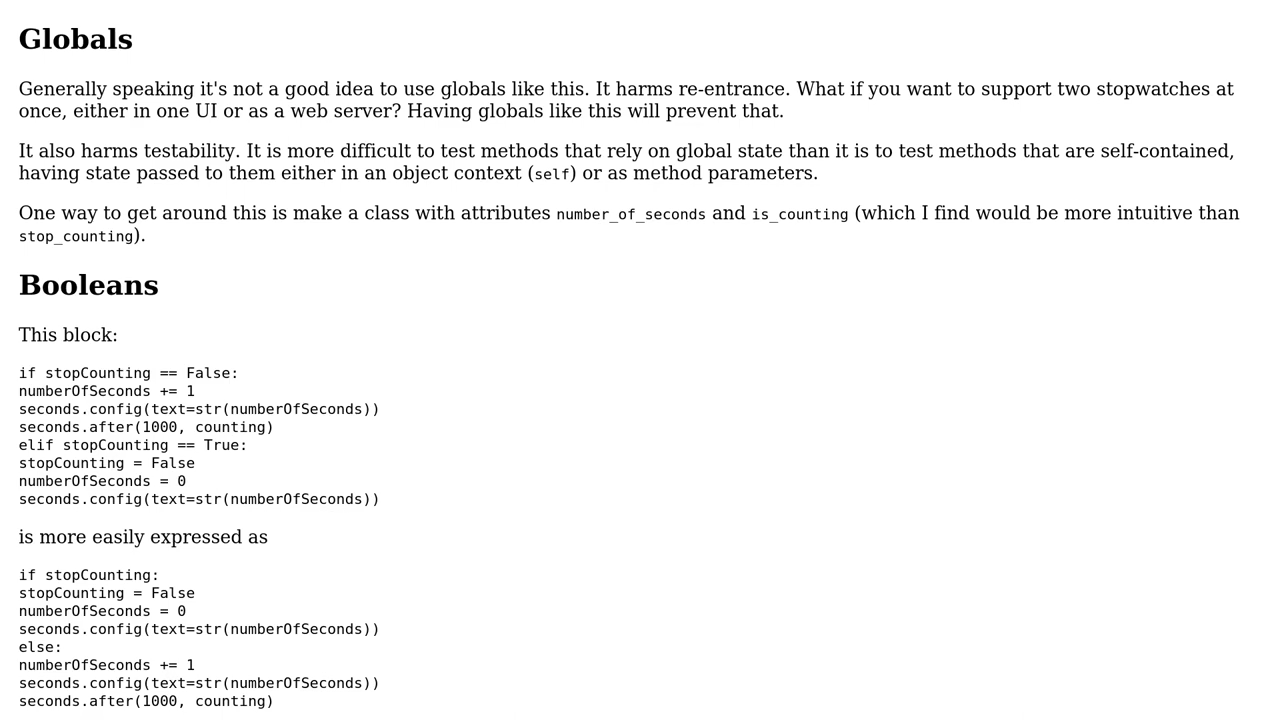 Globals
Generally speaking it's not a good idea to use globals like this. It harms re-entrance. What if you want to support two stopwatches at
once, either in one UI or as a web server? Having globals like this will prevent that.
It also harms testability. It is more difficult to test methods that rely on global state than it is to test methods that are self-contained,
having state passed to them either in an object context (self) or as method parameters.
One way to get around this is make a class with attributes number_of_seconds and is_counting (which I find would be more intuitive than
stop_counting).
Booleans
This block:
if stopCounting == False:
numberOfSeconds += 1
seconds.config(text=str(numberOfSeconds))
seconds.after(1000, counting)
elif stopCounting == True:
stopCounting = False
numberOfSeconds = 0
seconds.config(text=str(numberOfSeconds))
is more easily expressed as
if stopCounting:
stopCounting = False
numberOfSeconds = 0
seconds.config(text=str(numberOfSeconds))
else:
numberOfSeconds += 1
seconds.config(text=str(numberOfSeconds))
seconds.after(1000, counting)